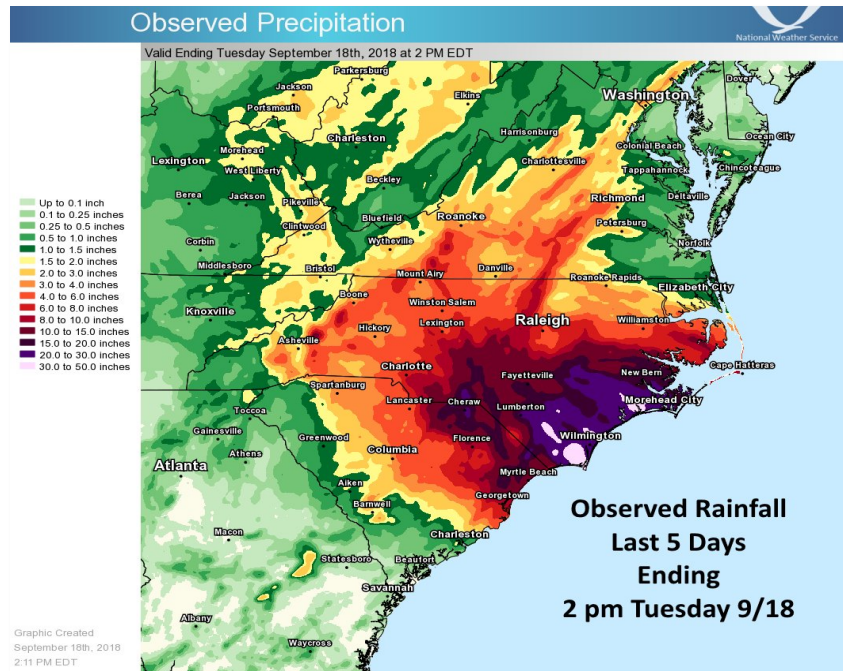 Observed Precipitation
National Weather Service
Valid Ending Tuesday September 18th, 2018 at 2 PM EDT
Parkersburg
Dover
Jackson
Elkins
Washington
Portsmouth
Charleston
Harrisonburg
Ocean City
Morehead
Colonial Beach
Lexington
Charlottesville
West Liberty
Tappahannock
Chincoteague
Beckley
Berea
Jackson
Pikeville
Richmond
Deltaville
Bluefield
Roanoke
Clintwood
Petersburg
Corbin
Wytheville
Norfolk
Middlesboro
Bristol
Mount Airy
Danville
Roanoke Rapids
Elizabeth City
Boone
Knoxville
Winston Salem
Hickory
Lexington
Raleigh
Williamston
Asheville
Charlotte
Cape Hatteras
Fayetteville
New Bern
Spartanburg
Lancaster
Cheraw
Lumberton
Morehead City
Toccoa
Gainesville
Greenwood
Florence
Wilmington
Athens
Columbia
Atlanta
Myrtle Beach
Aiken
Georgetown
Barnwell
Macon
Charleston
Statesboro
Beaufort
Savannah
Albany
Waycross
Up to 0.1 inch
0.1 to 0.25 inches
0.25 to 0.5 inches
0.5 to 1.0 inches
1.0 to 1.5 inches
1.5 to 2.0 inches
2.0 to 3.0 inches
3.0 to 4.0 inches
4.0 to 6.0 inches
6.0 to 8.0 inches
8.0 to 10.0 inches
10.0 to 15.0 inches
15.0 to 20.0 inches
20.0 to 30.0 inches
30.0 to 50.0 inches
Observed Rainfall
Last 5 Days
Ending
2 pm Tuesday 9/18
Graphic Created
September 18th, 2018
2:11 PM EDT